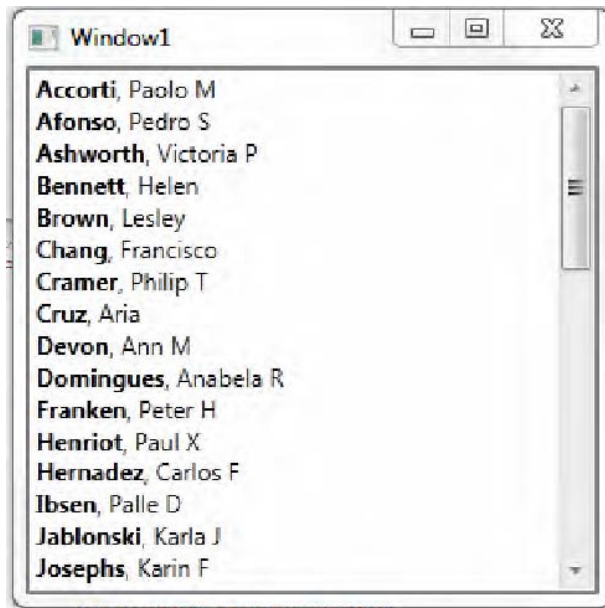 Window1
Accorti, Paolo M
Afonso, Pedro S
Ashworth, Victoria P
Bennett, Helen
Brown, Lesley
Chang, Francisco
Cramer, Philip T
Cruz, Aria
Devon, Ann M
Domingues, Anabela R
Franken, Peter H
Henriot, Paul X
Hernadez, Carlos F
Ibsen, Palle D
Jablonski, Karla J
Josephs, Karin F